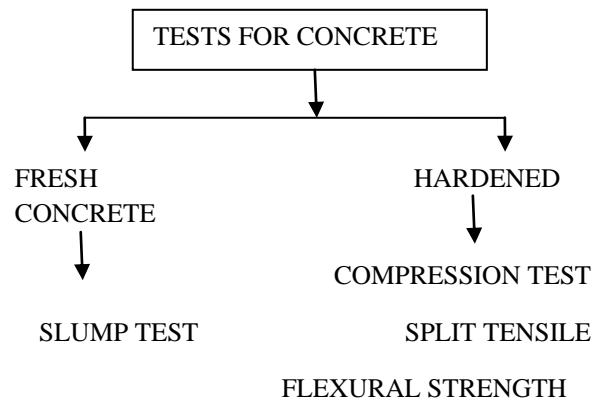 TESTS FOR CONCRETE
FRESH
CONCRETE
SLUMP TEST
HARDENED
COMPRESSION TEST
SPLIT TENSILE
FLEXURAL STRENGTH